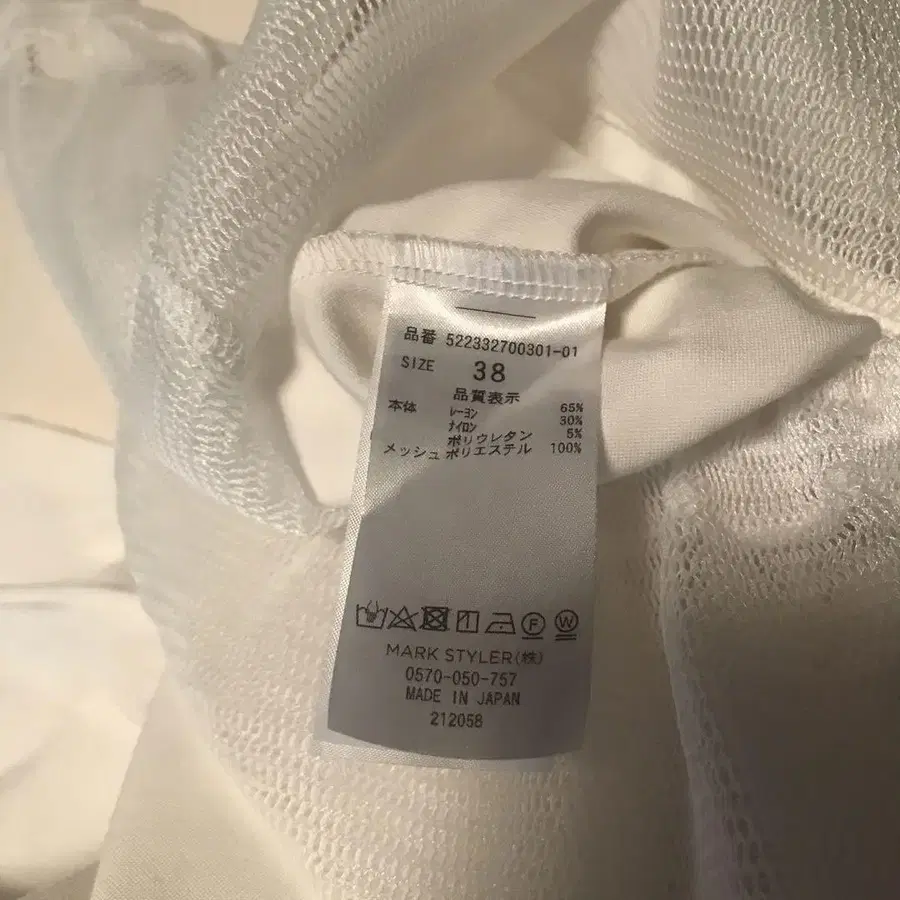 品番 522332700301-01
SIZE 38
品質表示
本体 レーヨン 65%
ナイロン 30%
ポリウレタン 5%
メッシュ ポリエステル 100%
F W
MARK STYLER(株)
0570-050-757
MADE IN JAPAN
212058